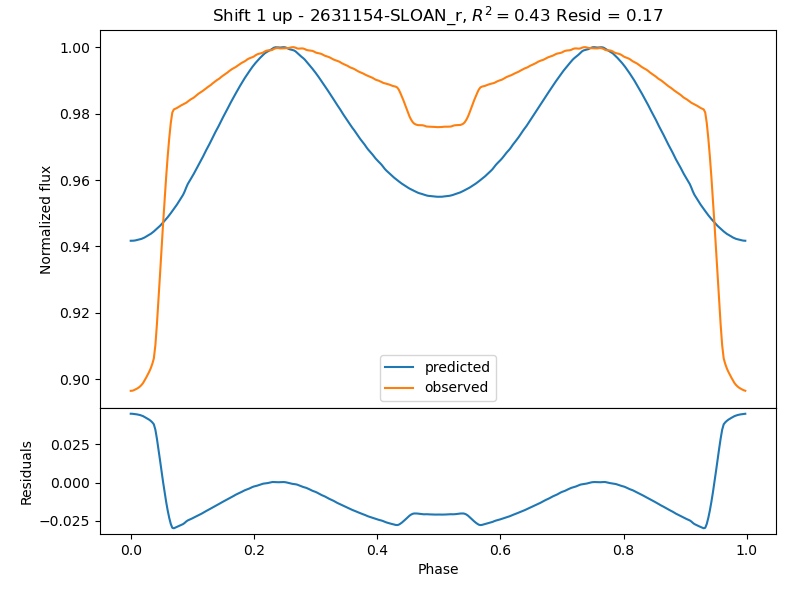 Shift 1 up - 2631154-SLOAN_r, R² = 0.43 Resid = 0.17
Normalized flux
1.00
0.98
0.96
0.94
0.92
0.90
predicted
observed
Residuals
0.025
0.000
−0.025
0.0 0.2 0.4 0.6 0.8 1.0
Phase